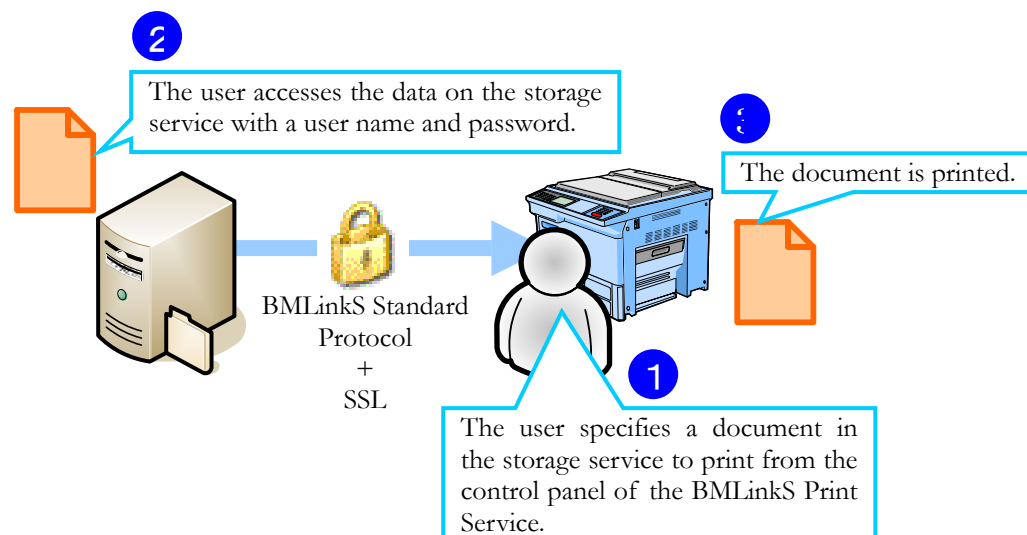 2
The user accesses the data on the storage
service with a user name and password.
3
The document is printed.
BMLinkS Standard
Protocol
+
SSL
1
The user specifies a document in
the storage service to print from the
control panel of the BMLinkS Print
Service.